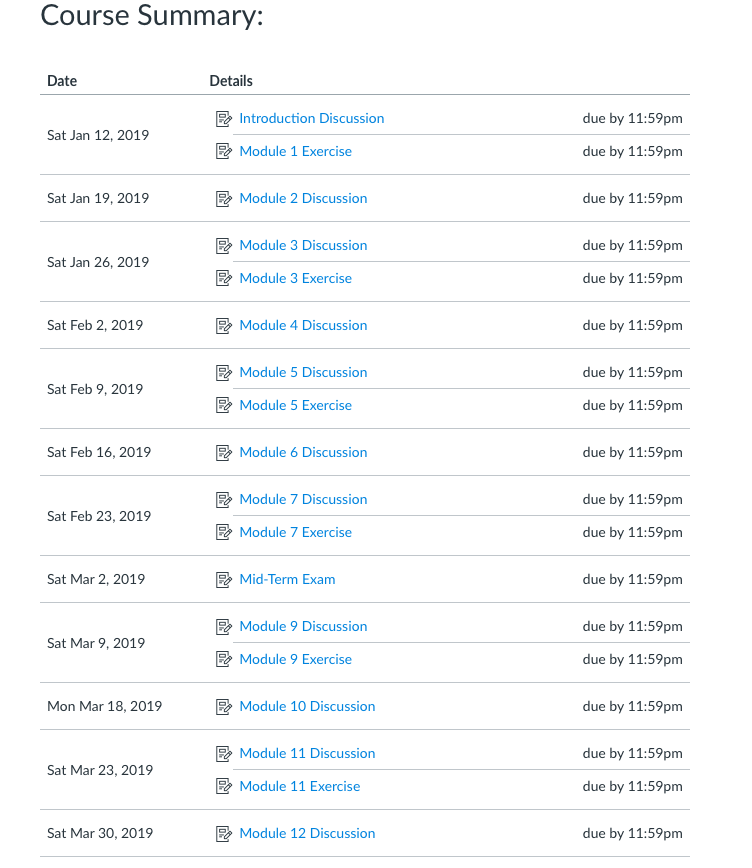 Course Summary:
Date Details
Sat Jan 12, 2019
Introduction Discussion due by 11:59pm
Module 1 Exercise due by 11:59pm
Sat Jan 19, 2019 Module 2 Discussion due by 11:59pm
Sat Jan 26, 2019
Module 3 Discussion due by 11:59pm
Module 3 Exercise due by 11:59pm
Sat Feb 2, 2019 Module 4 Discussion due by 11:59pm
Sat Feb 9, 2019
Module 5 Discussion due by 11:59pm
Module 5 Exercise due by 11:59pm
Sat Feb 16, 2019 Module 6 Discussion due by 11:59pm
Sat Feb 23, 2019
Module 7 Discussion due by 11:59pm
Module 7 Exercise due by 11:59pm
Sat Mar 2, 2019 Mid-Term Exam due by 11:59pm
Sat Mar 9, 2019
Module 9 Discussion due by 11:59pm
Module 9 Exercise due by 11:59pm
Mon Mar 18, 2019 Module 10 Discussion due by 11:59pm
Sat Mar 23, 2019
Module 11 Discussion due by 11:59pm
Module 11 Exercise due by 11:59pm
Sat Mar 30, 2019 Module 12 Discussion due by 11:59pm